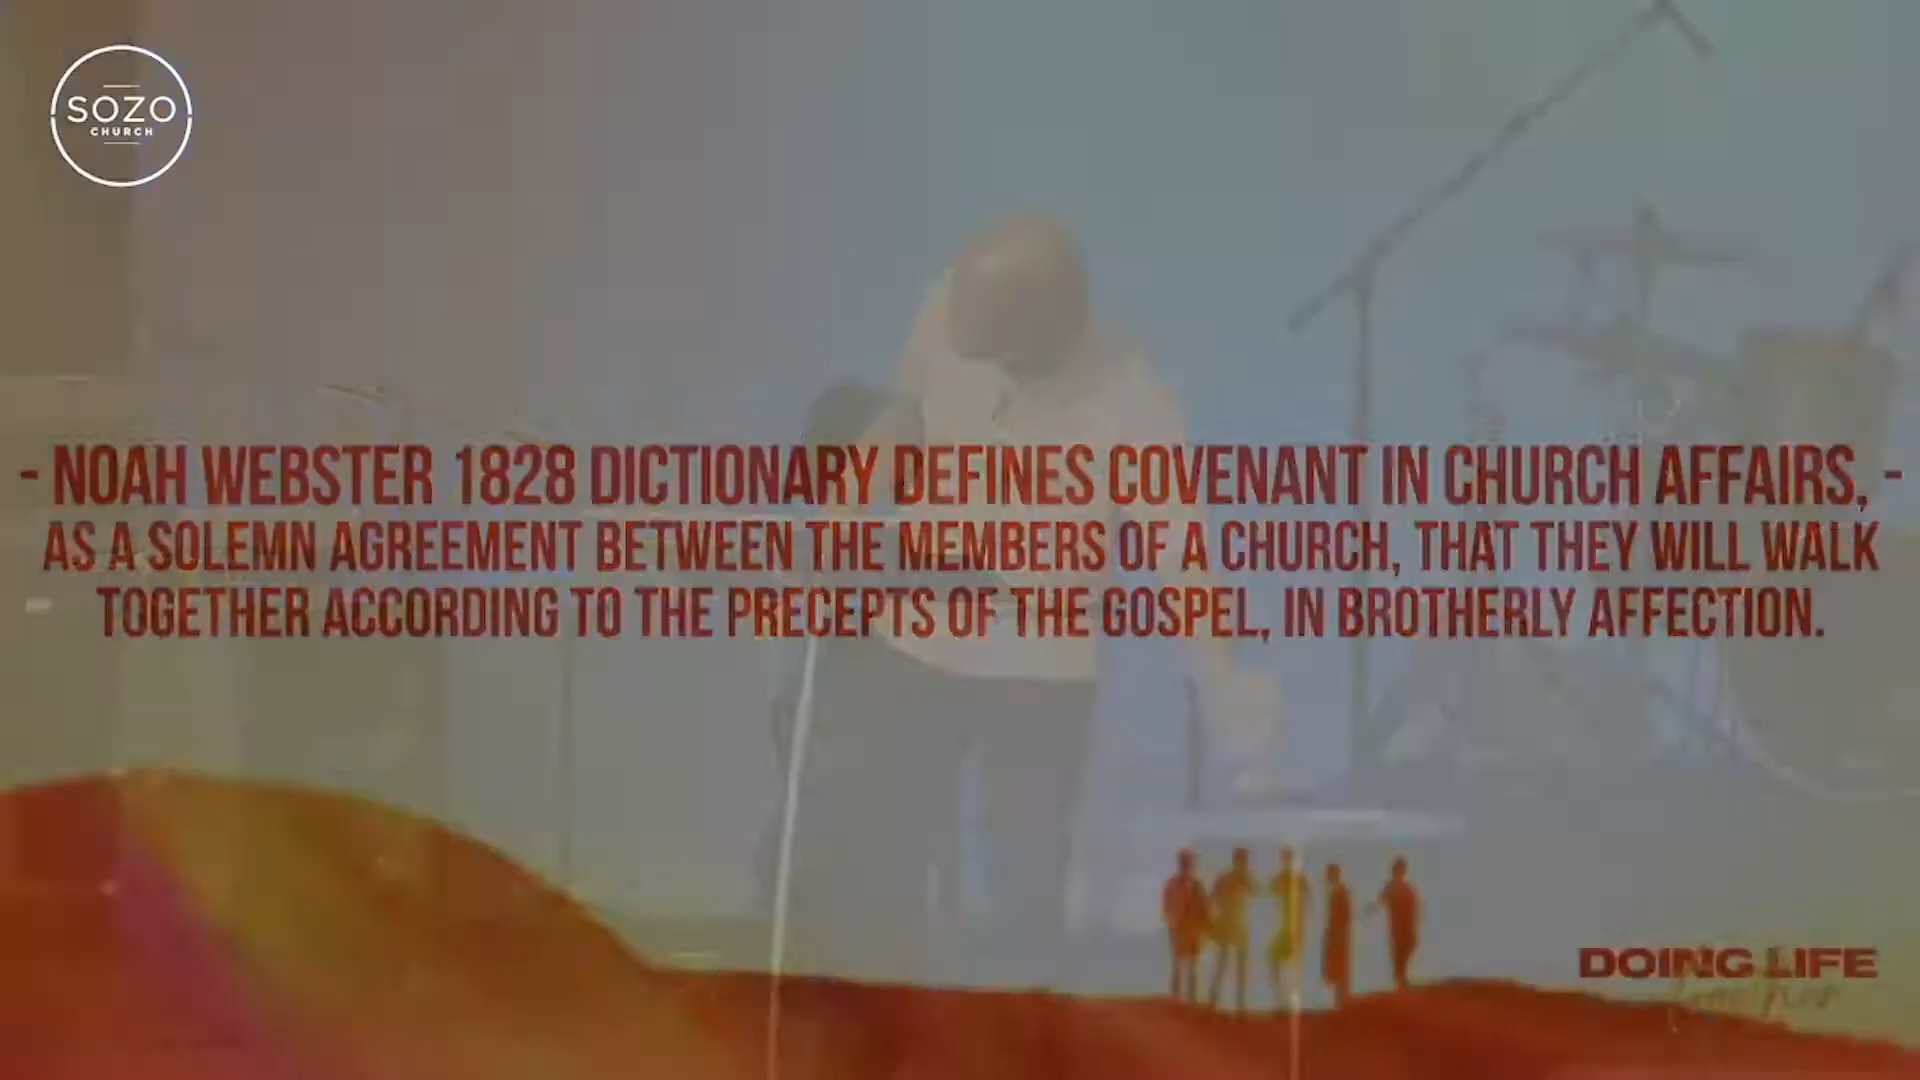 SOZO
CHURCH
- NOAH WEBSTER 1828 DICTIONARY DEFINES COVENANT IN CHURCH AFFAIRS, -
AS A SOLEMN AGREEMENT BETWEEN THE MEMBERS OF A CHURCH, THAT THEY WILL WALK
TOGETHER ACCORDING TO THE PRECEPTS OF THE GOSPEL, IN BROTHERLY AFFECTION.
DOING LIFE